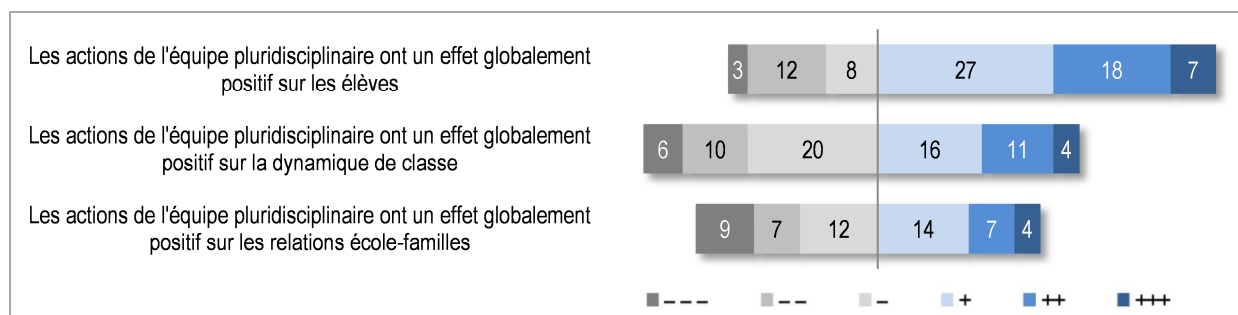 Les actions de l'équipe pluridisciplinaire ont un effet globalement
positif sur les élèves
3 12 8 27 18 7
Les actions de l'équipe pluridisciplinaire ont un effet globalement
positif sur la dynamique de classe
6 10 20 16 11 4
Les actions de l'équipe pluridisciplinaire ont un effet globalement
positif sur les relations école-familles
9 7 12 14 7 4
– – – – – – + ++ +++